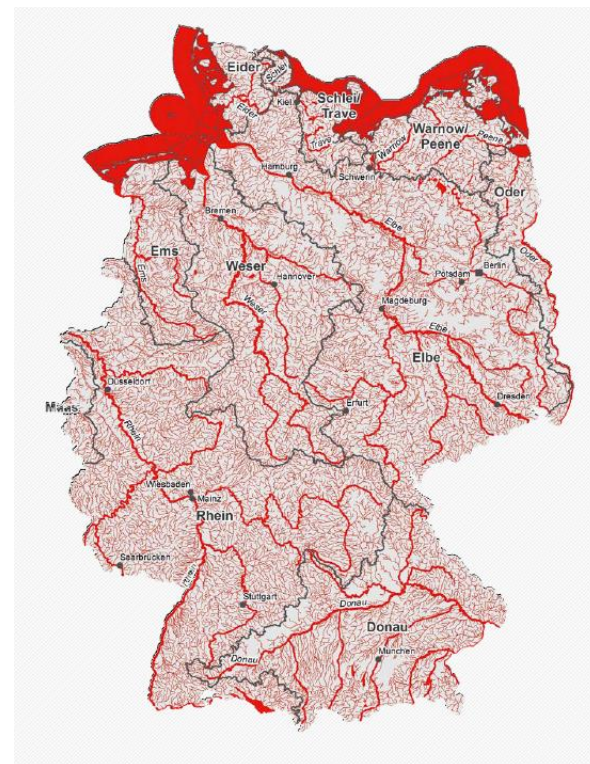 Eider
Schlei
Kiel
Schlei/
Trave
Eider
Warnow/
Peene
Peene
Trave
Warnow
Hamburg
Schwerin
Oder
Bremen
Elbe
Ems
Oder
Weser
Berlin
Ems
Hannover
Potsdam
Weser
Magdeburg
Elbe
Elbe
Düsseldorf
Dresden
Erfurt
Maas
Rhein
Wiesbaden
Mainz
Rhein
Saarbrücken
Rhein
Stuttgart
Donau
Donau
Donau
München